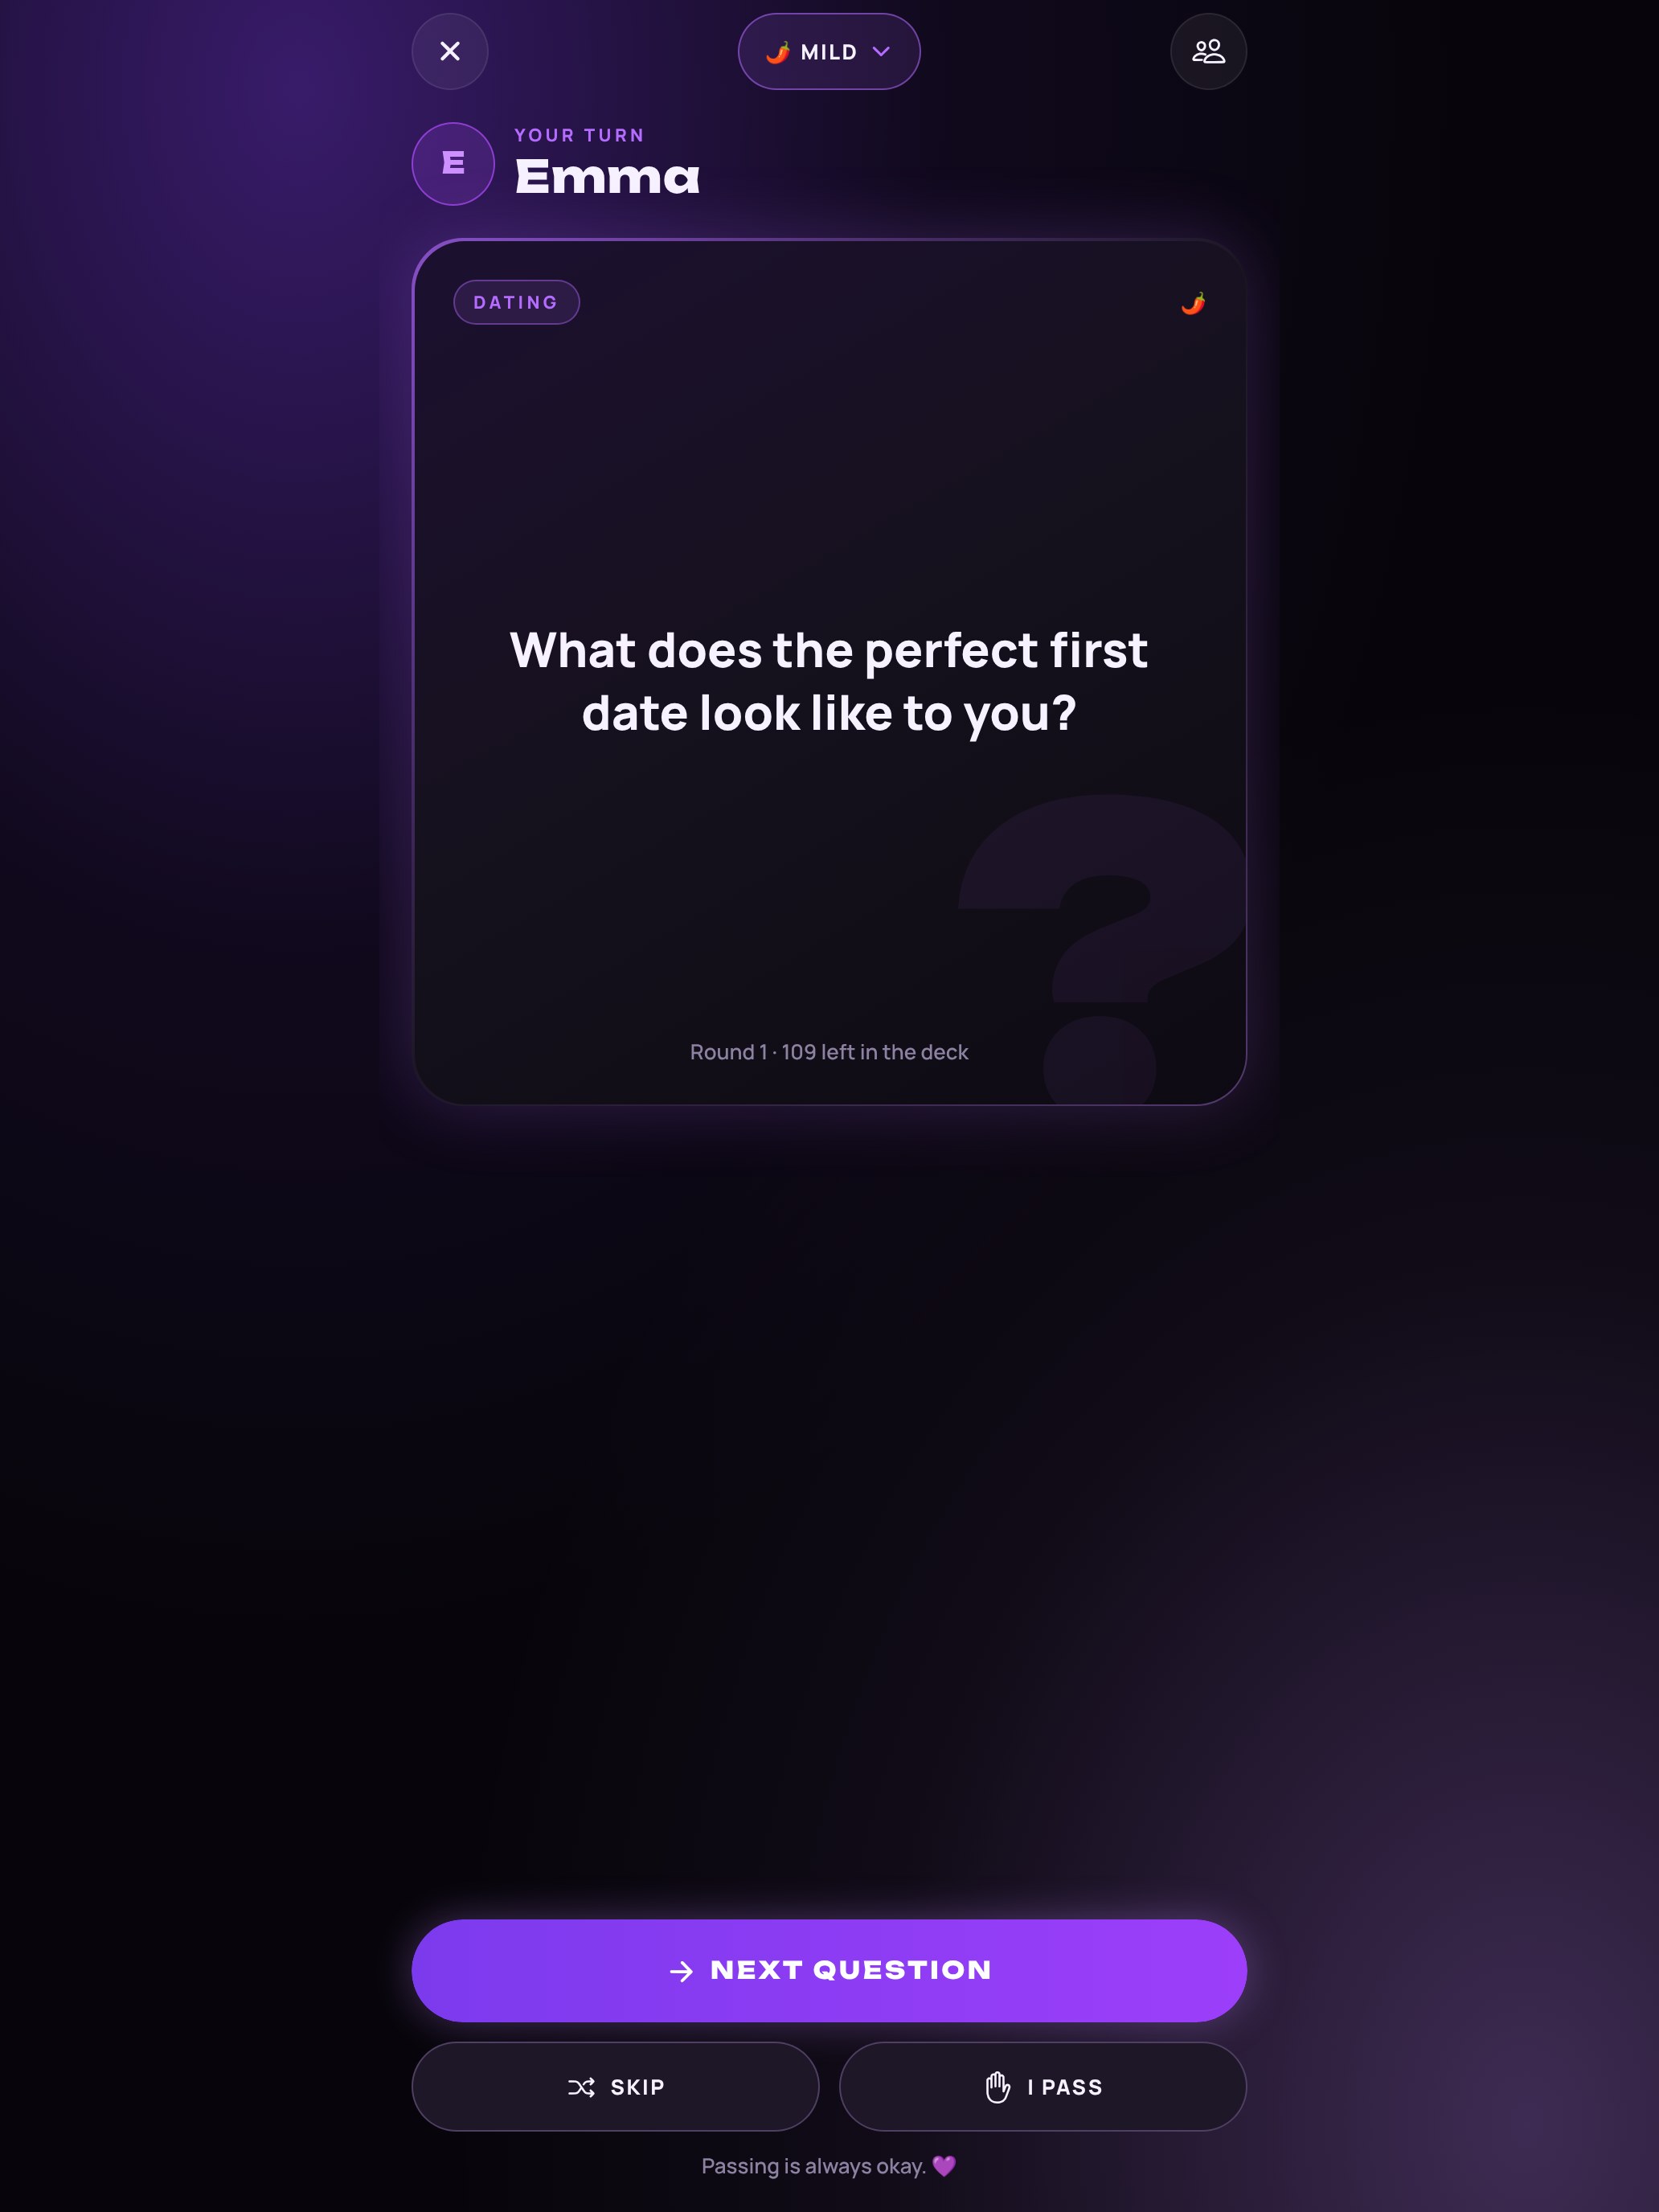 🌶️ MILD
E
YOUR TURN
Emma
DATING
🌶️
What does the perfect first
date look like to you?
?
Round 1 · 109 left in the deck
→ NEXT QUESTION
SKIP
I PASS
Passing is always okay. 💜